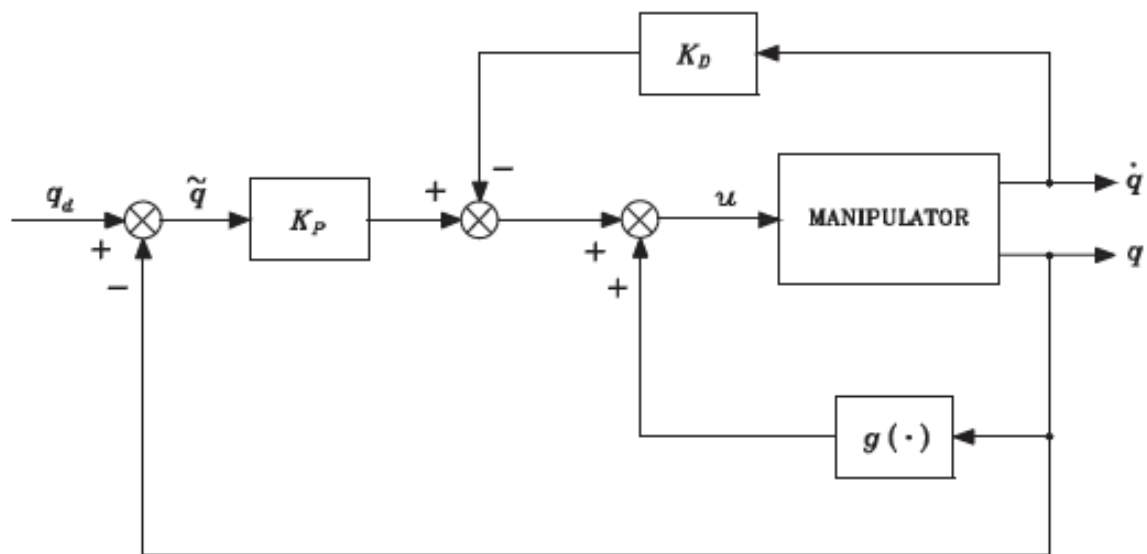 K_D
q̇
−
q_d
q̃
+
K_P
+
u
MANIPULATOR
+
−
+
+
q
g(·)